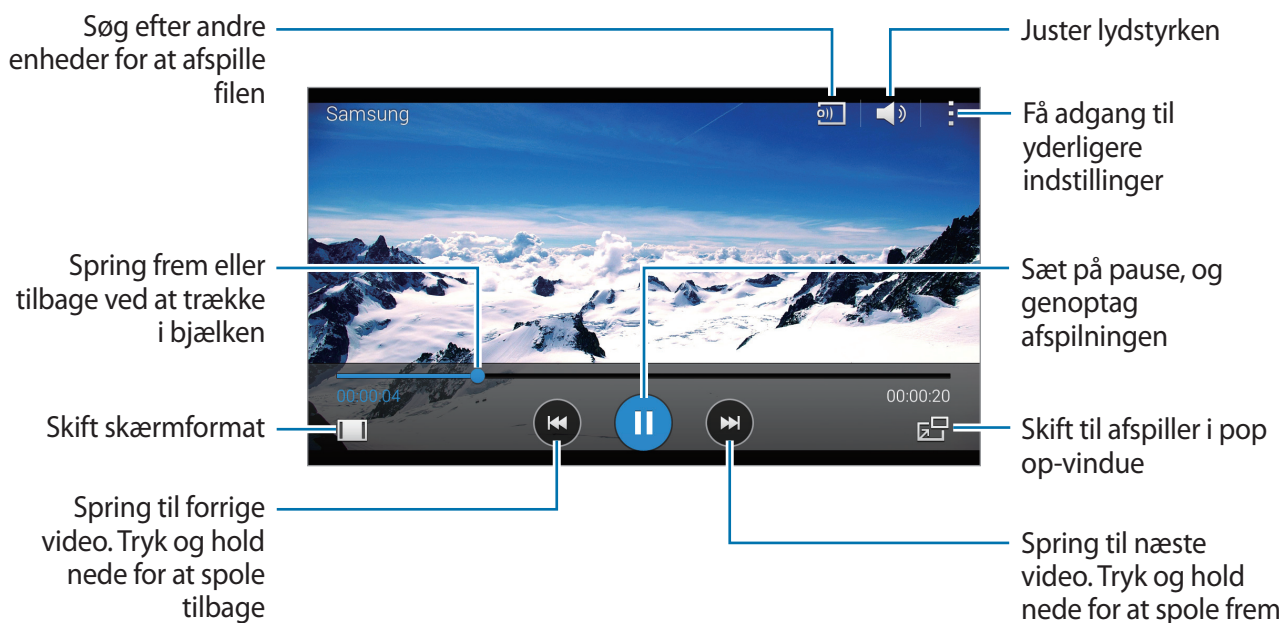 Søg efter andre
enheder for at afspille
filen
Juster lydstyrken
Samsung
Få adgang til
yderligere
indstillinger
Spring frem eller
tilbage ved at trække
i bjælken
Sæt på pause, og
genoptag
afspilningen
00:00:04
00:00:20
Skift skærmformat
Skift til afspiller i pop
op-vindue
Spring til forrige
video. Tryk og hold
nede for at spole
tilbage
Spring til næste
video. Tryk og hold
nede for at spole frem